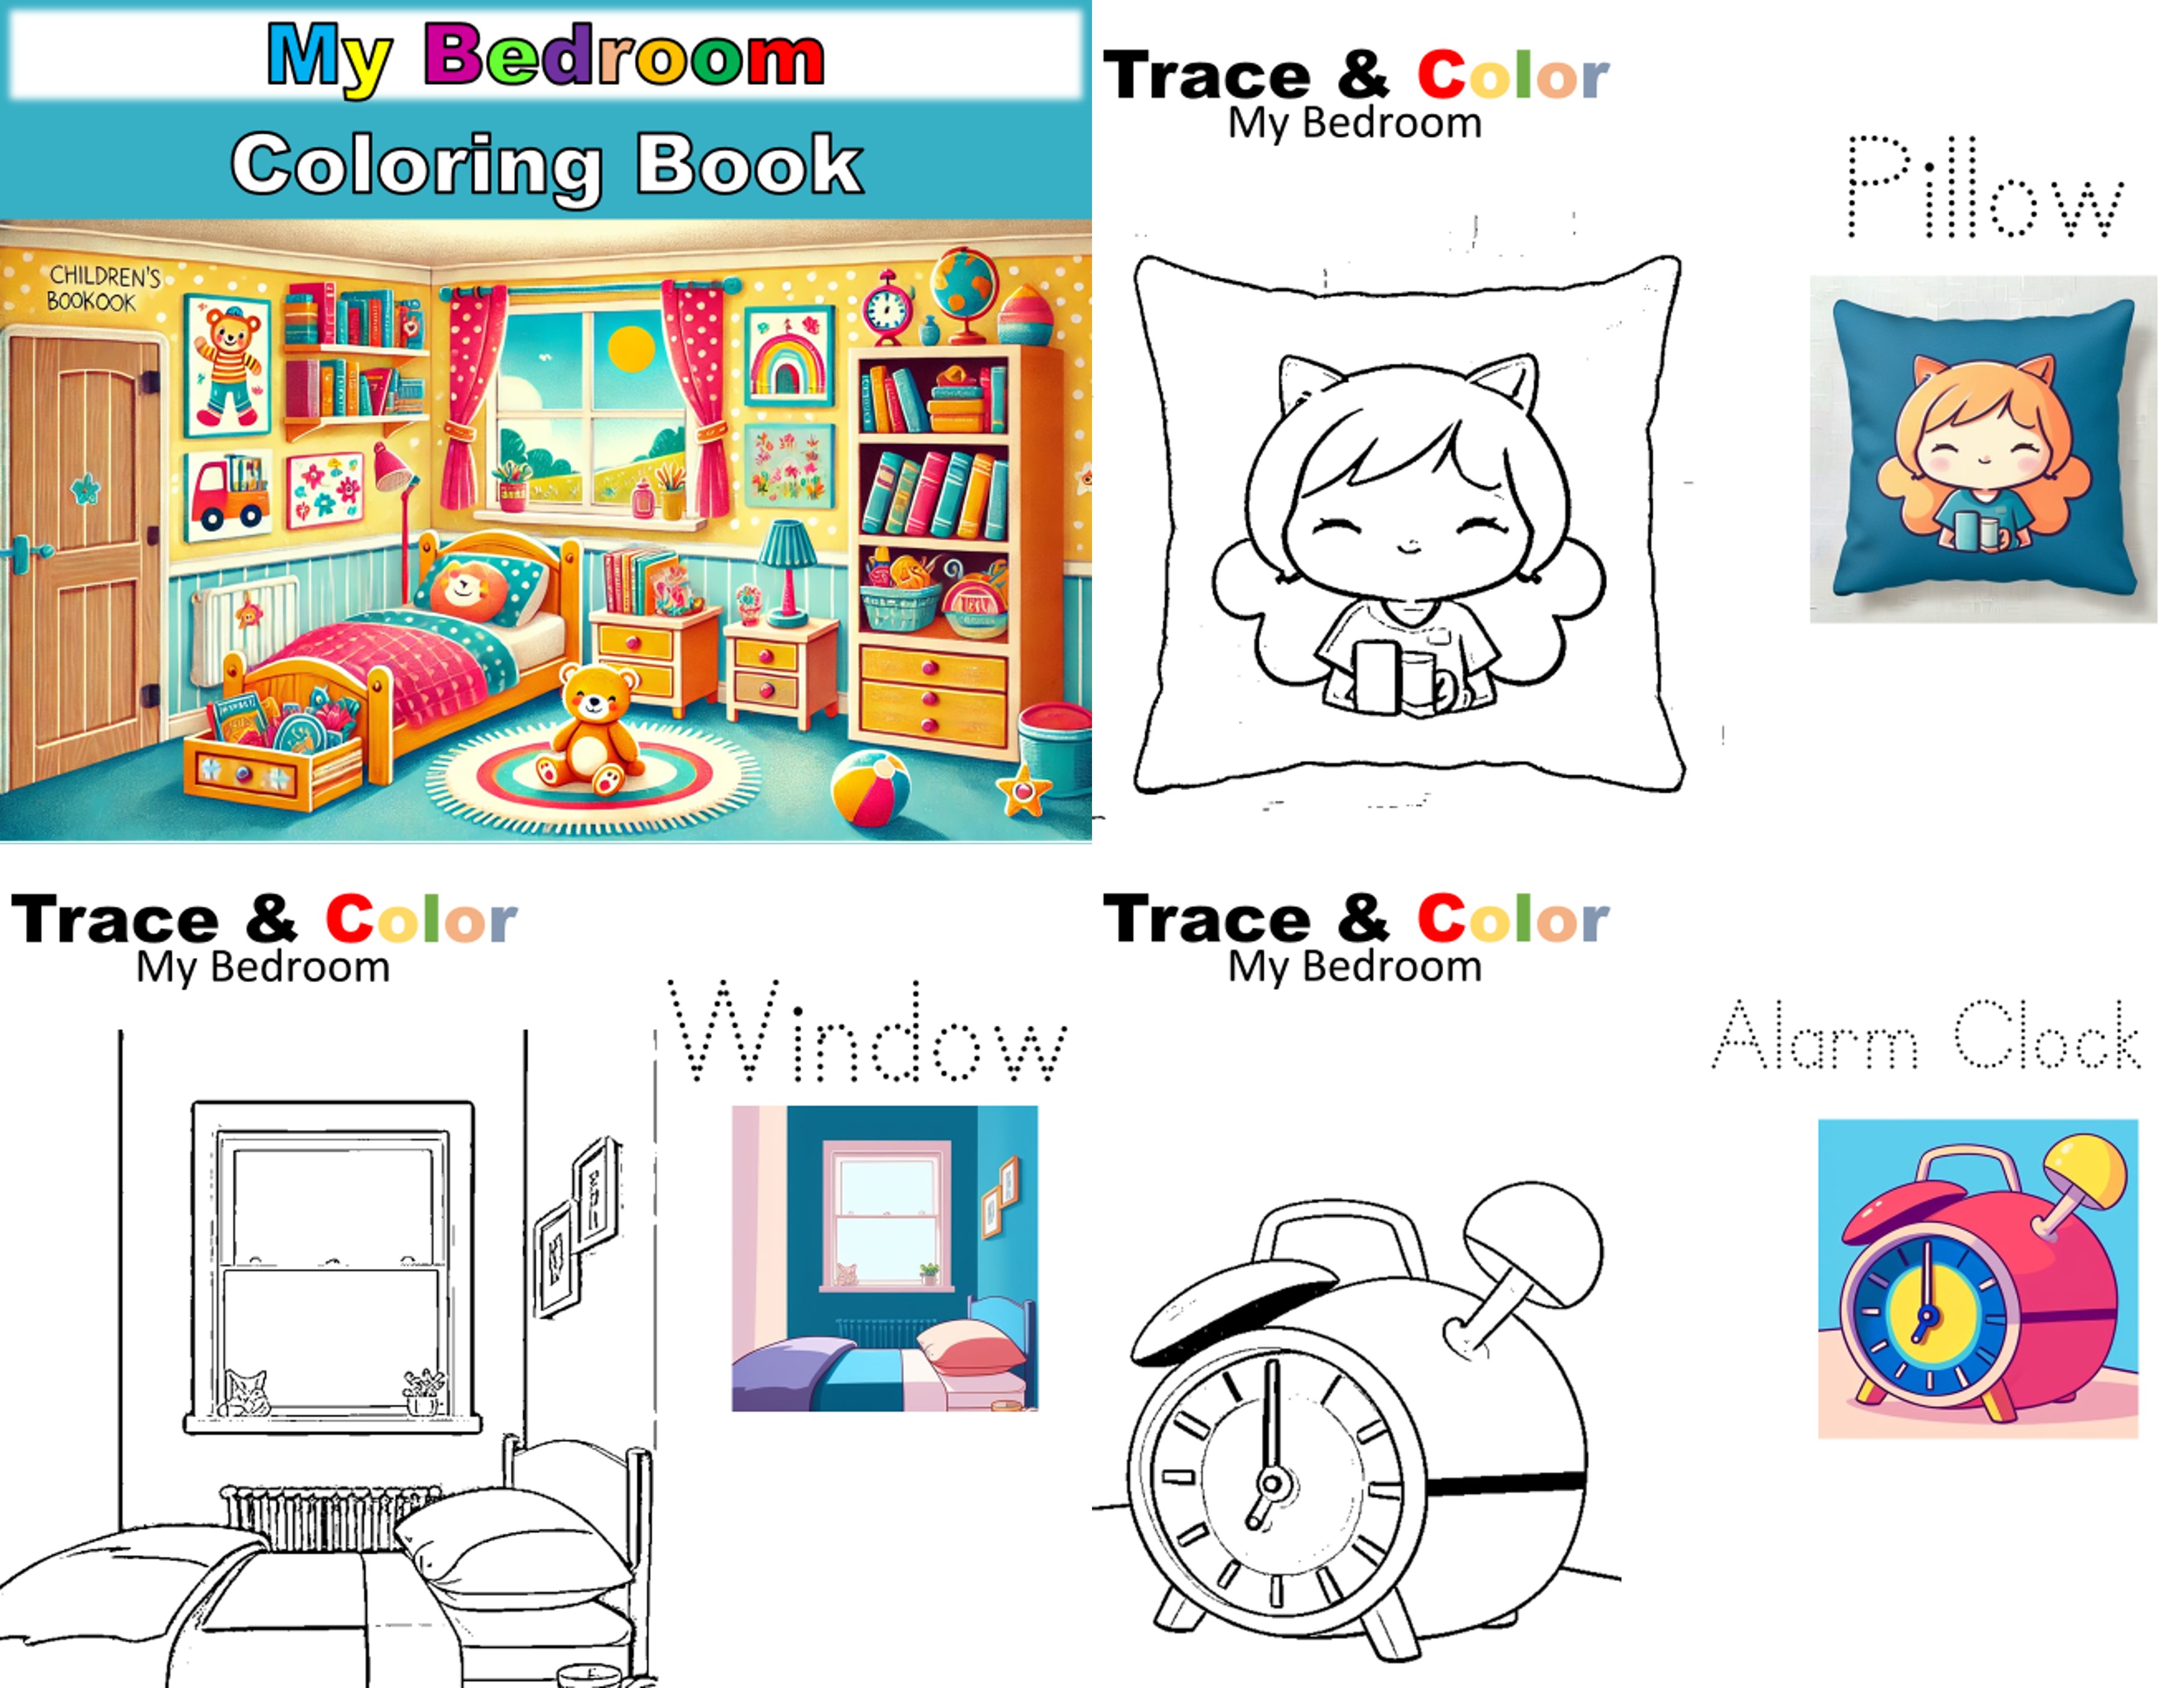 My Bedroom
Coloring Book
CHILDREN'S
BOOKOOK
Trace & Color
My Bedroom
Pillow
Trace & Color
My Bedroom
Window
Trace & Color
My Bedroom
Alarm Clock